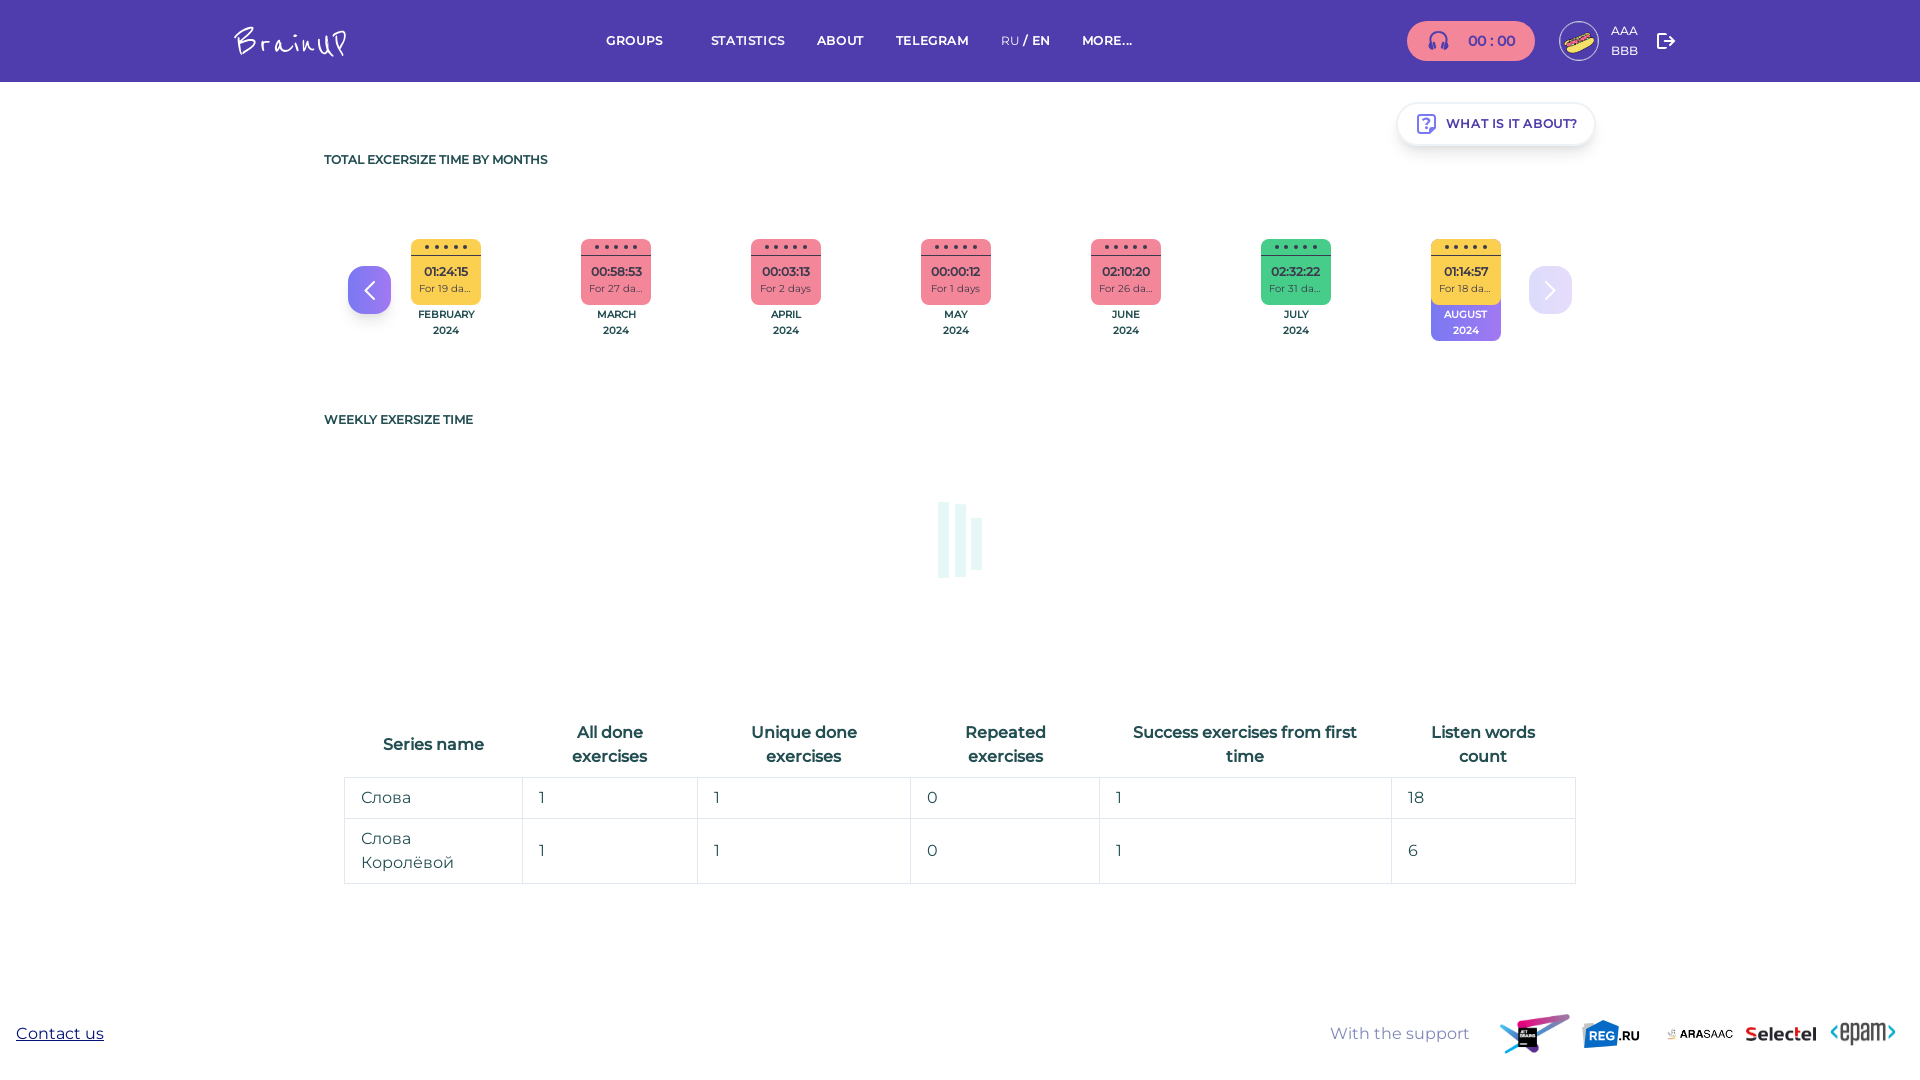 BrainUP
GROUPS
STATISTICS
ABOUT
TELEGRAM
RU / EN
MORE...
00 : 00
AAA
BBB
WHAT IS IT ABOUT?
TOTAL EXCERSIZE TIME BY MONTHS
01:24:15
For 19 da...
FEBRUARY
2024
00:58:53
For 27 da...
MARCH
2024
00:03:13
For 2 days
APRIL
2024
00:00:12
For 1 days
MAY
2024
02:10:20
For 26 da...
JUNE
2024
02:32:22
For 31 da...
JULY
2024
01:14:57
For 18 da...
AUGUST
2024
WEEKLY EXERSIZE TIME
Series name
All done
exercises
Unique done
exercises
Repeated
exercises
Success exercises from first
time
Listen words
count
Слова
1
1
0
1
18
Слова
Королёвой
1
1
0
1
6
Contact us
With the support
JET
BRAINS
REG.RU
ARASAAC
Selectel
<epam>